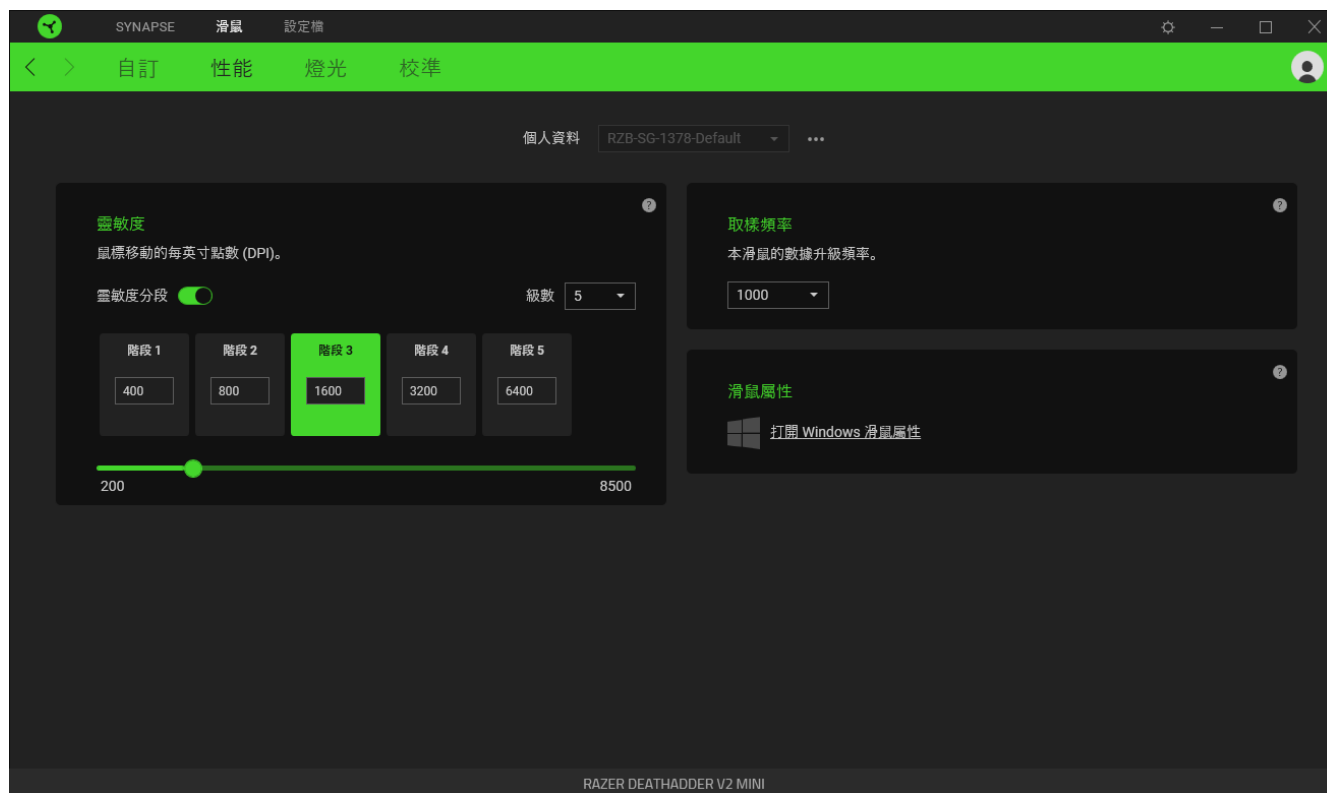 SYNAPSE 滑鼠 設定檔
自訂 性能 燈光 校準
個人資料 RZB-SG-1378-Default
靈敏度
鼠標移動的每英寸點數 (DPI)。
靈敏度分段 級數 5
階段 1 階段 2 階段 3 階段 4 階段 5
400 800 1600 3200 6400
200 8500
取樣頻率
本滑鼠的數據升級頻率。
1000
滑鼠屬性
打開 Windows 滑鼠屬性
RAZER DEATHADDER V2 MINI